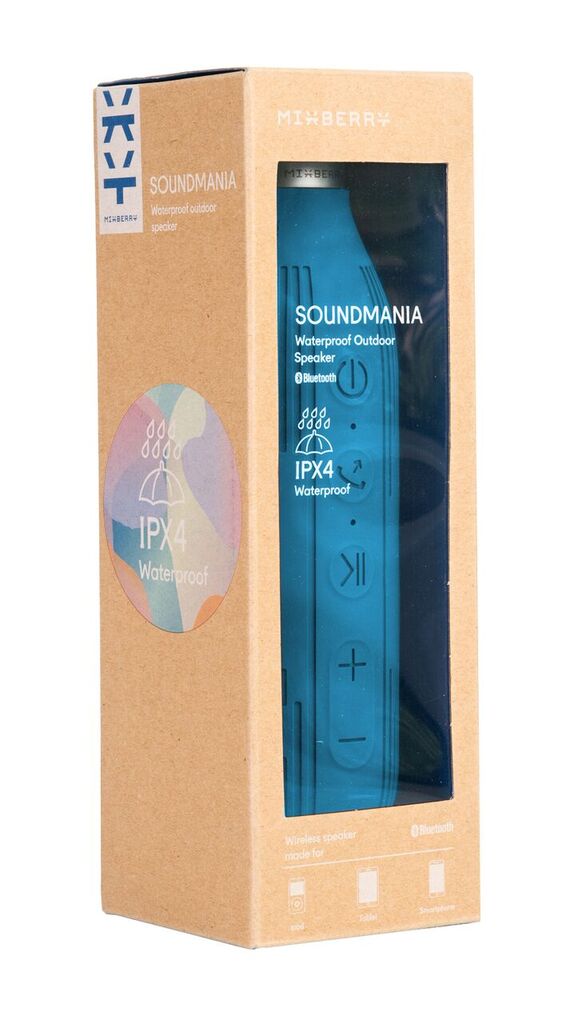 MIXBERRY
SOUNDMANIA
Waterproof outdoor
speaker
IPX4
Waterproof
MIXBERRY
MIXBERR
SOUNDMANIA
Waterproof Outdoor
Speaker
Bluetooth
IPX4
Waterproof
Wireless speaker
made for
Bluetooth
Tablet
Smartphone